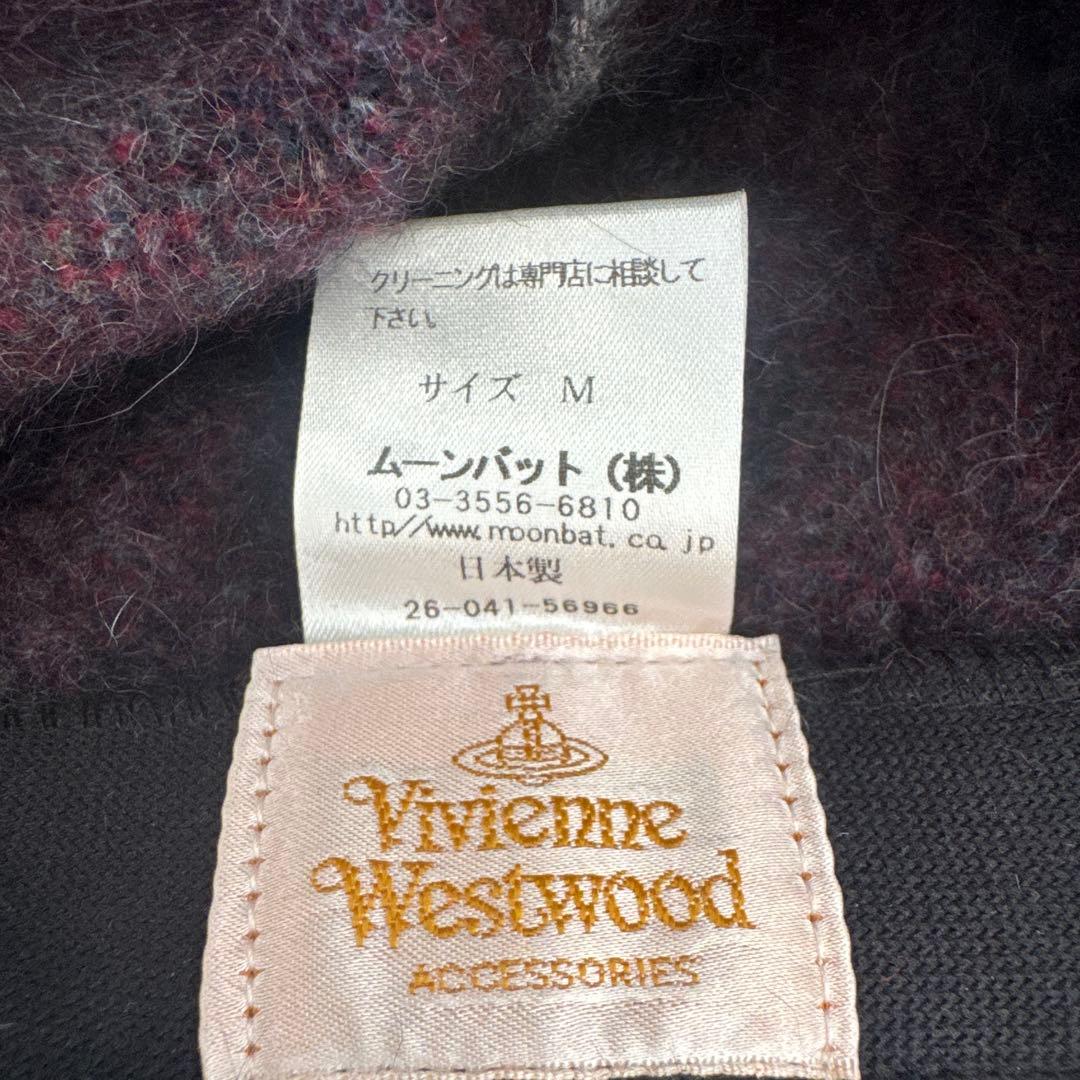 クリーニングは専門店に相談して
下さい。
サイズ M
ムーンバット（株）
03-3556-6810
http//www.moonbat.co.jp
日本製
26-041-56966
Vivienne
Westwood
ACCESSORIES